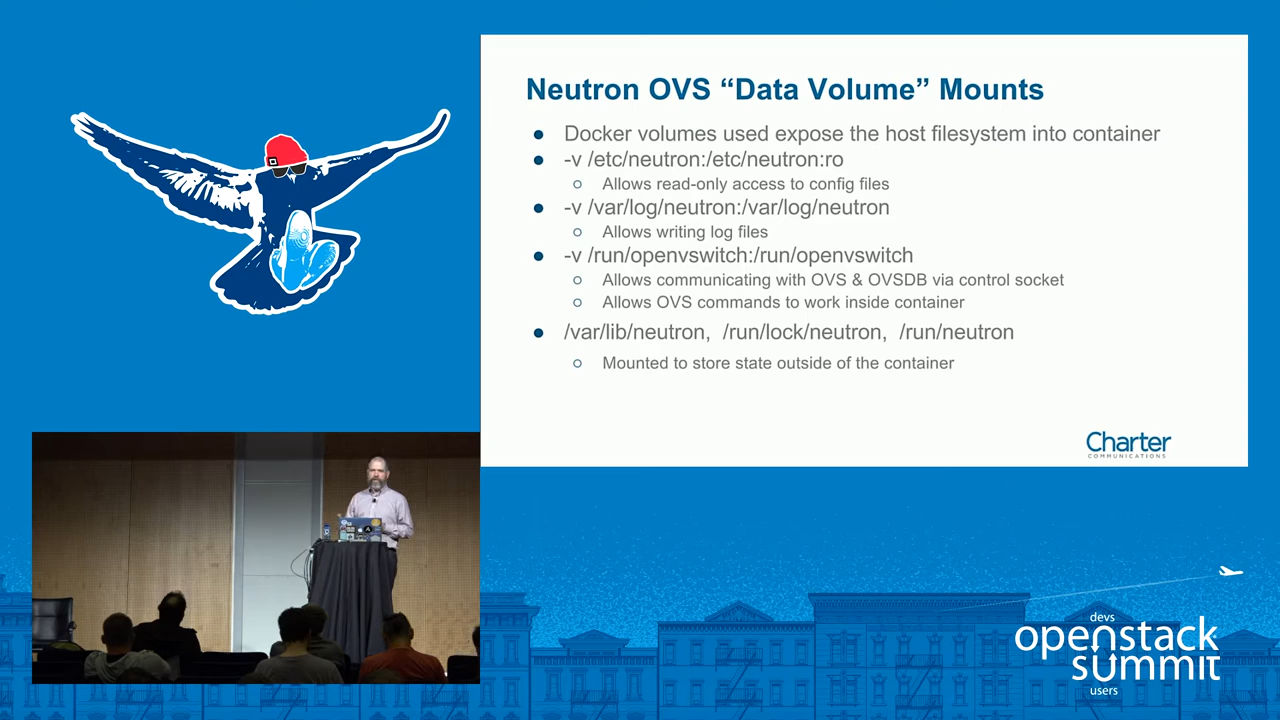 Neutron OVS “Data Volume” Mounts
● Docker volumes used expose the host filesystem into container
● -v /etc/neutron:/etc/neutron:ro
○ Allows read-only access to config files
● -v /var/log/neutron:/var/log/neutron
○ Allows writing log files
● -v /run/openvswitch:/run/openvswitch
○ Allows communicating with OVS & OVSDB via control socket
○ Allows OVS commands to work inside container
● /var/lib/neutron, /run/lock/neutron, /run/neutron
○ Mounted to store state outside of the container
Charter
COMMUNICATIONS
devs
openstack
summit
users